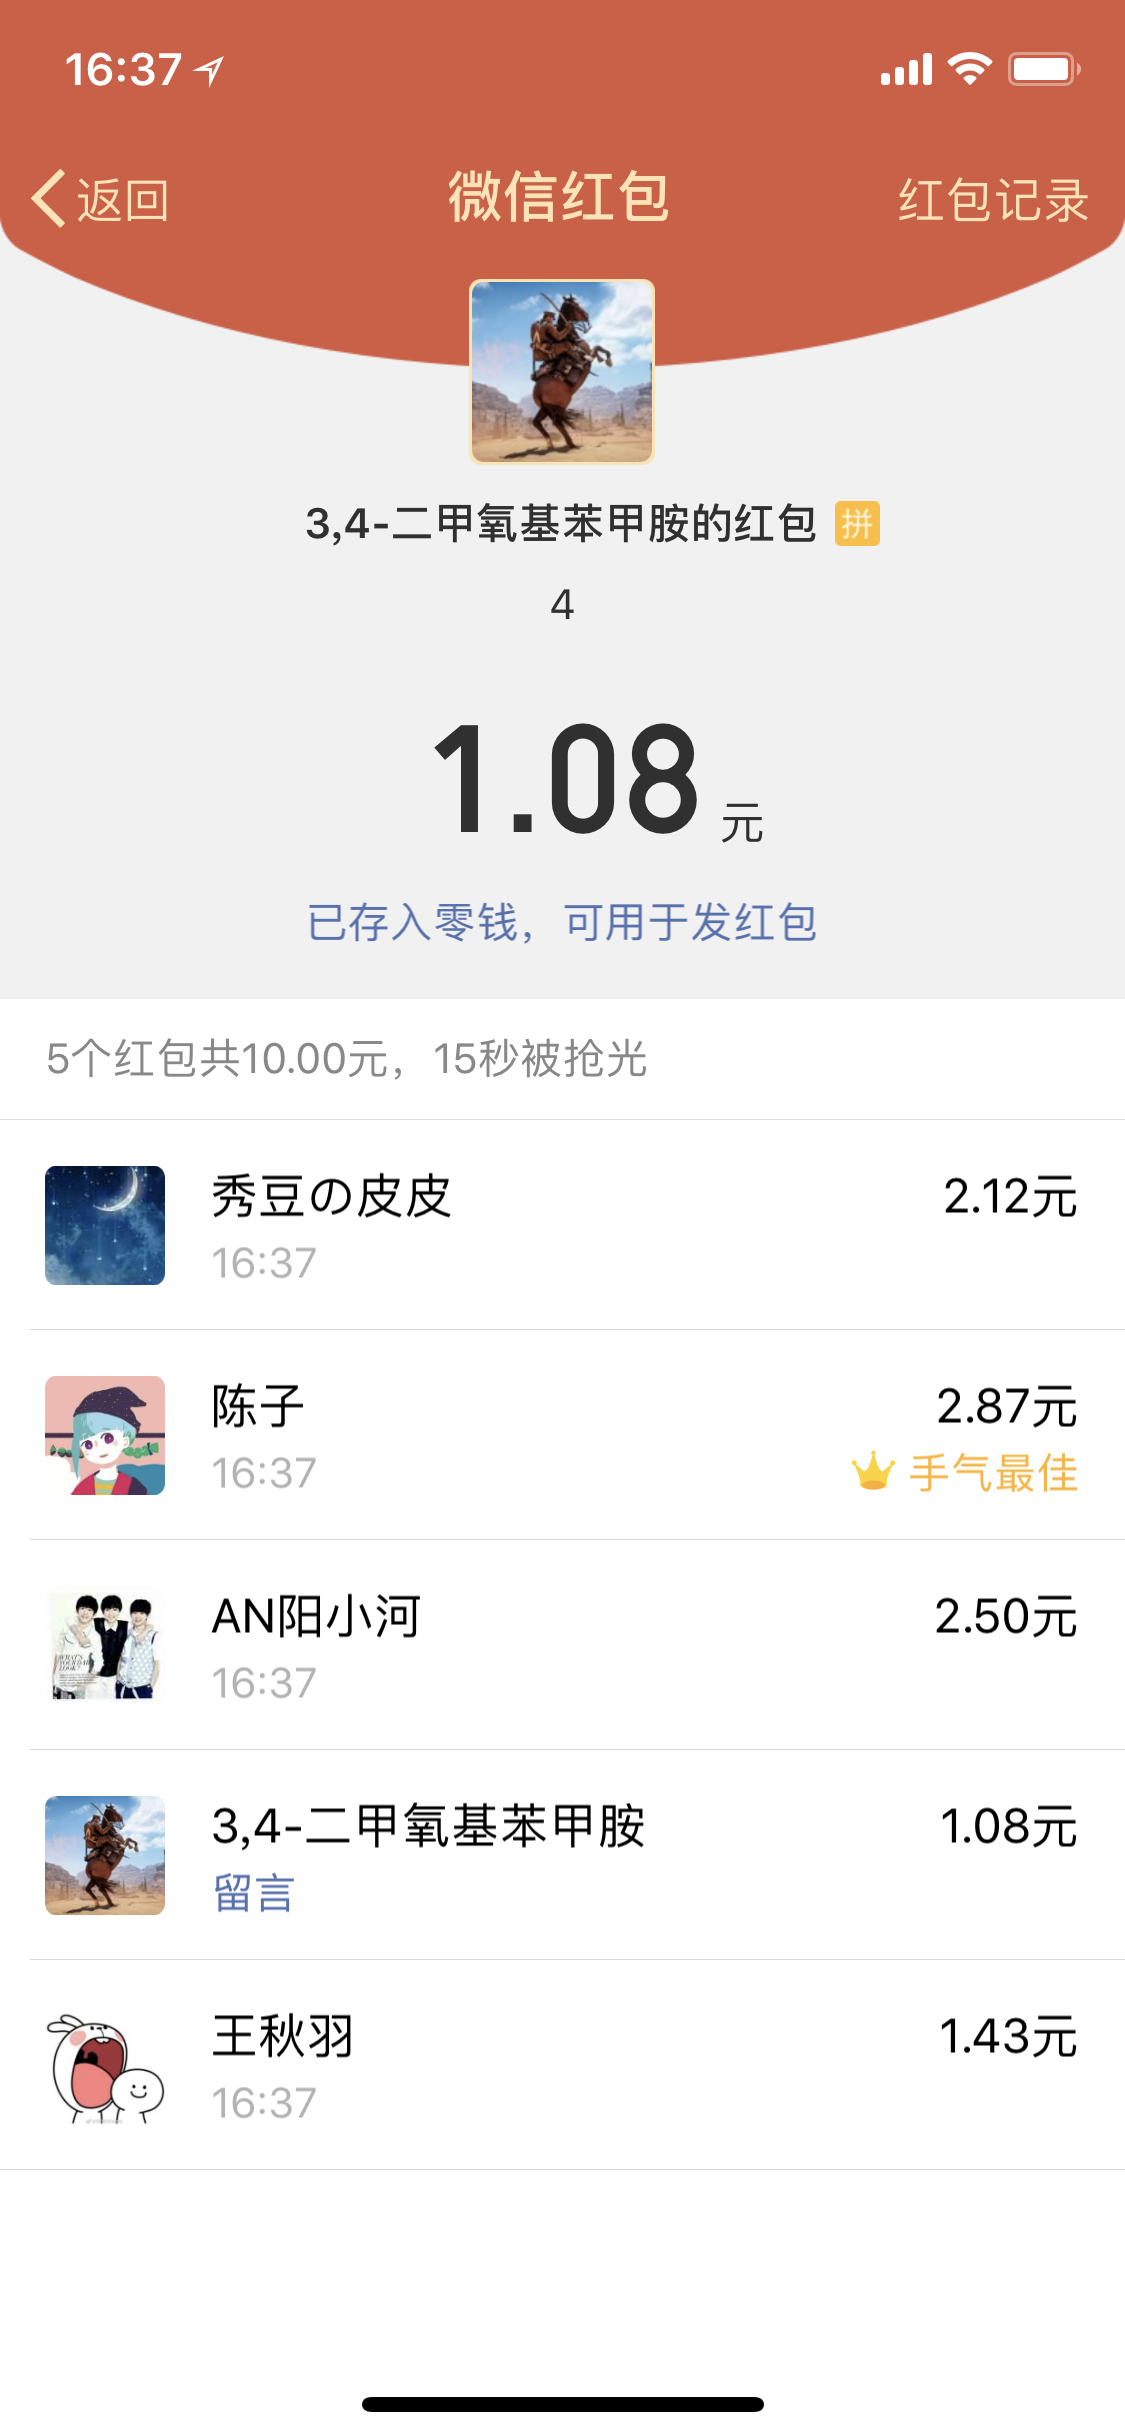 16:37
返回 微信红包 红包记录
3,4-二甲氧基苯甲胺的红包 拼
4
1.08 元
已存入零钱，可用于发红包
5个红包共10.00元，15秒被抢光
秀豆の皮皮 2.12元
16:37
陈子 2.87元
16:37 手气最佳
AN阳小河 2.50元
16:37
3,4-二甲氧基苯甲胺 1.08元
留言
王秋羽 1.43元
16:37